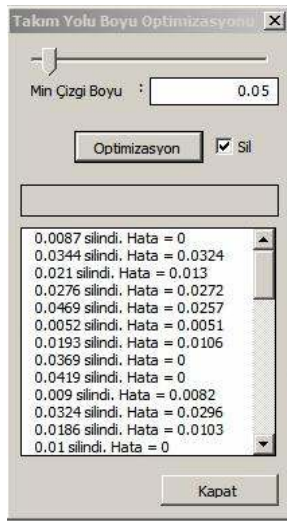 Takım Yolu Boyu Optimizasyonu
Min Çizgi Boyu : 0.05
Optimizasyon Sil
0.0087 silindi. Hata = 0
0.0344 silindi. Hata = 0.0324
0.021 silindi. Hata = 0.013
0.0276 silindi. Hata = 0.0272
0.0469 silindi. Hata = 0.0257
0.0052 silindi. Hata = 0.0051
0.0193 silindi. Hata = 0.0106
0.0369 silindi. Hata = 0
0.0419 silindi. Hata = 0
0.009 silindi. Hata = 0.0082
0.0324 silindi. Hata = 0.0296
0.0186 silindi. Hata = 0.0103
0.01 silindi. Hata = 0
Kapat